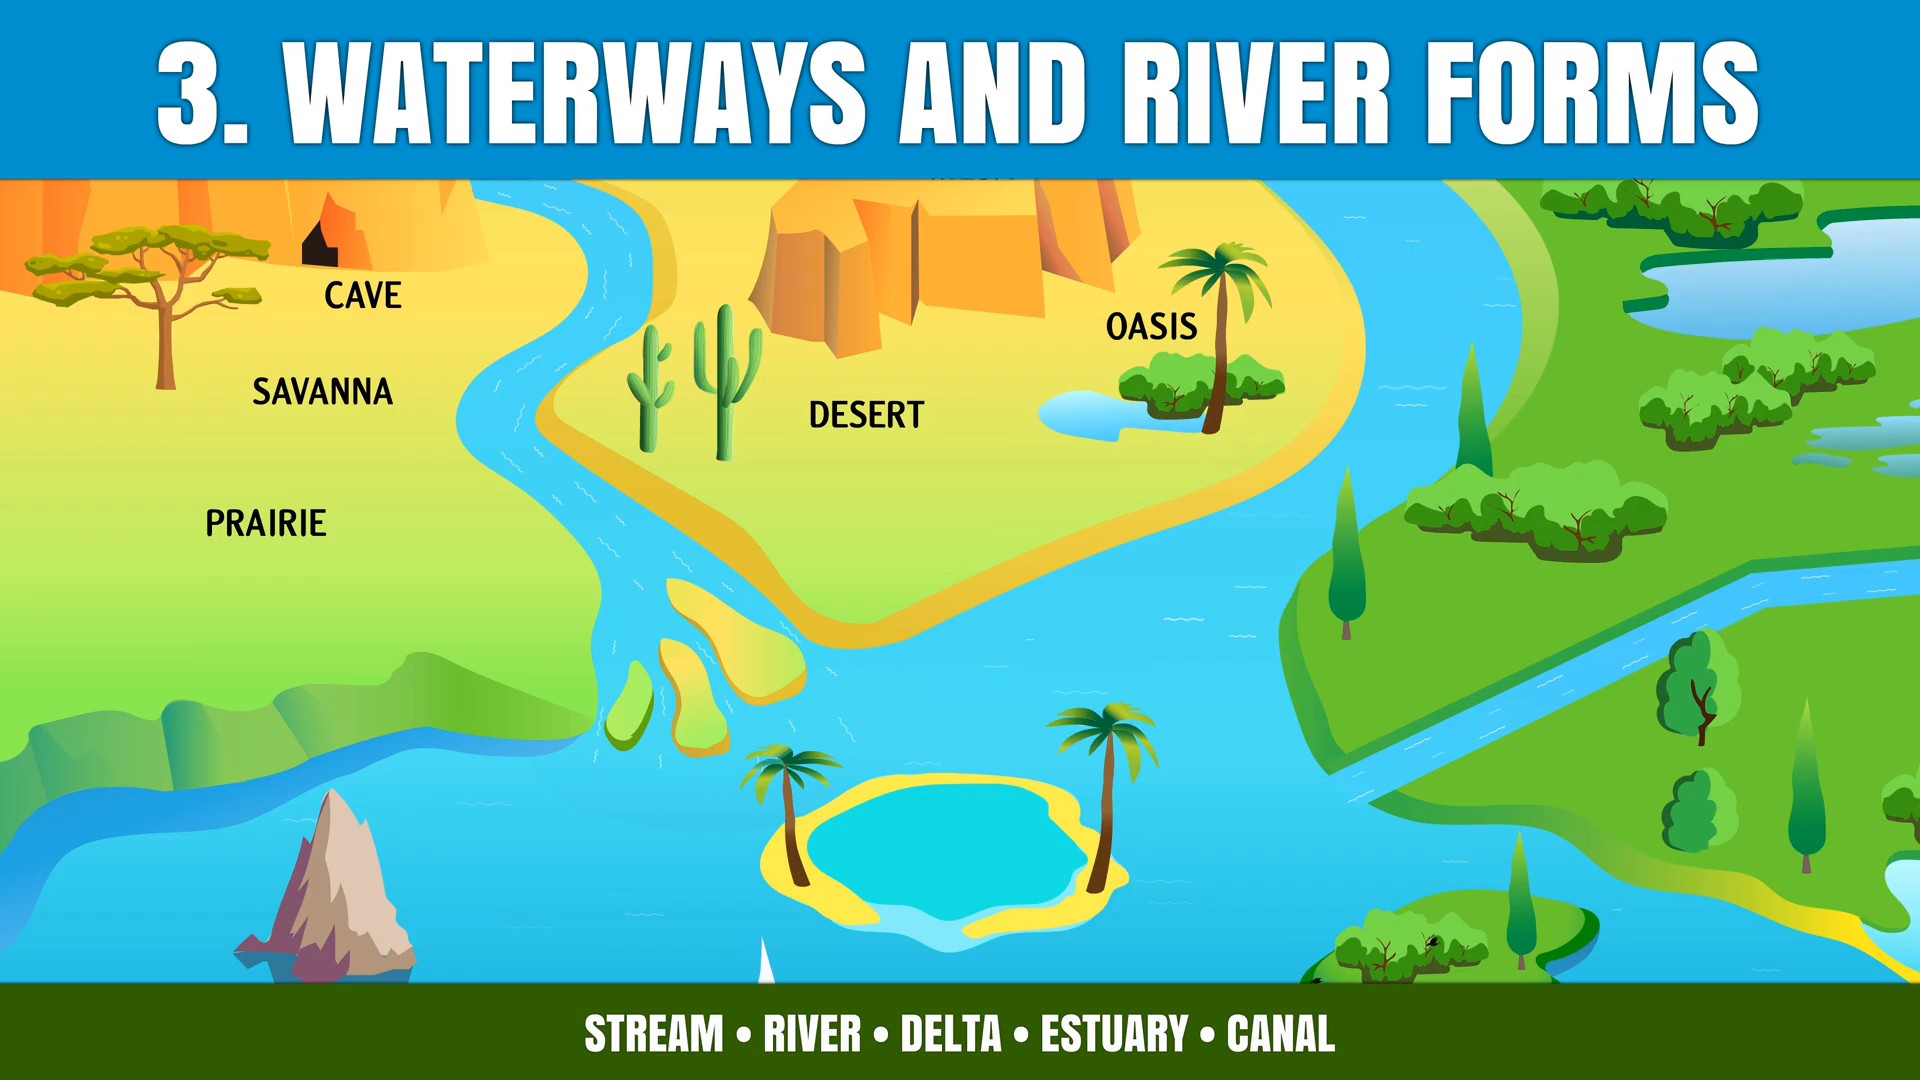 3. WATERWAYS AND RIVER FORMS
CAVE
OASIS
SAVANNA
DESERT
PRAIRIE
STREAM • RIVER • DELTA • ESTUARY • CANAL